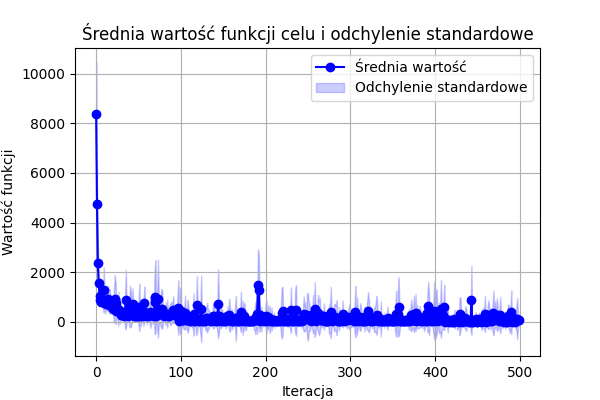 Średnia wartość funkcji celu i odchylenie standardowe
Średnia wartość
Odchylenie standardowe
Wartość funkcji
10000
8000
6000
4000
2000
0
0 100 200 300 400 500
Iteracja